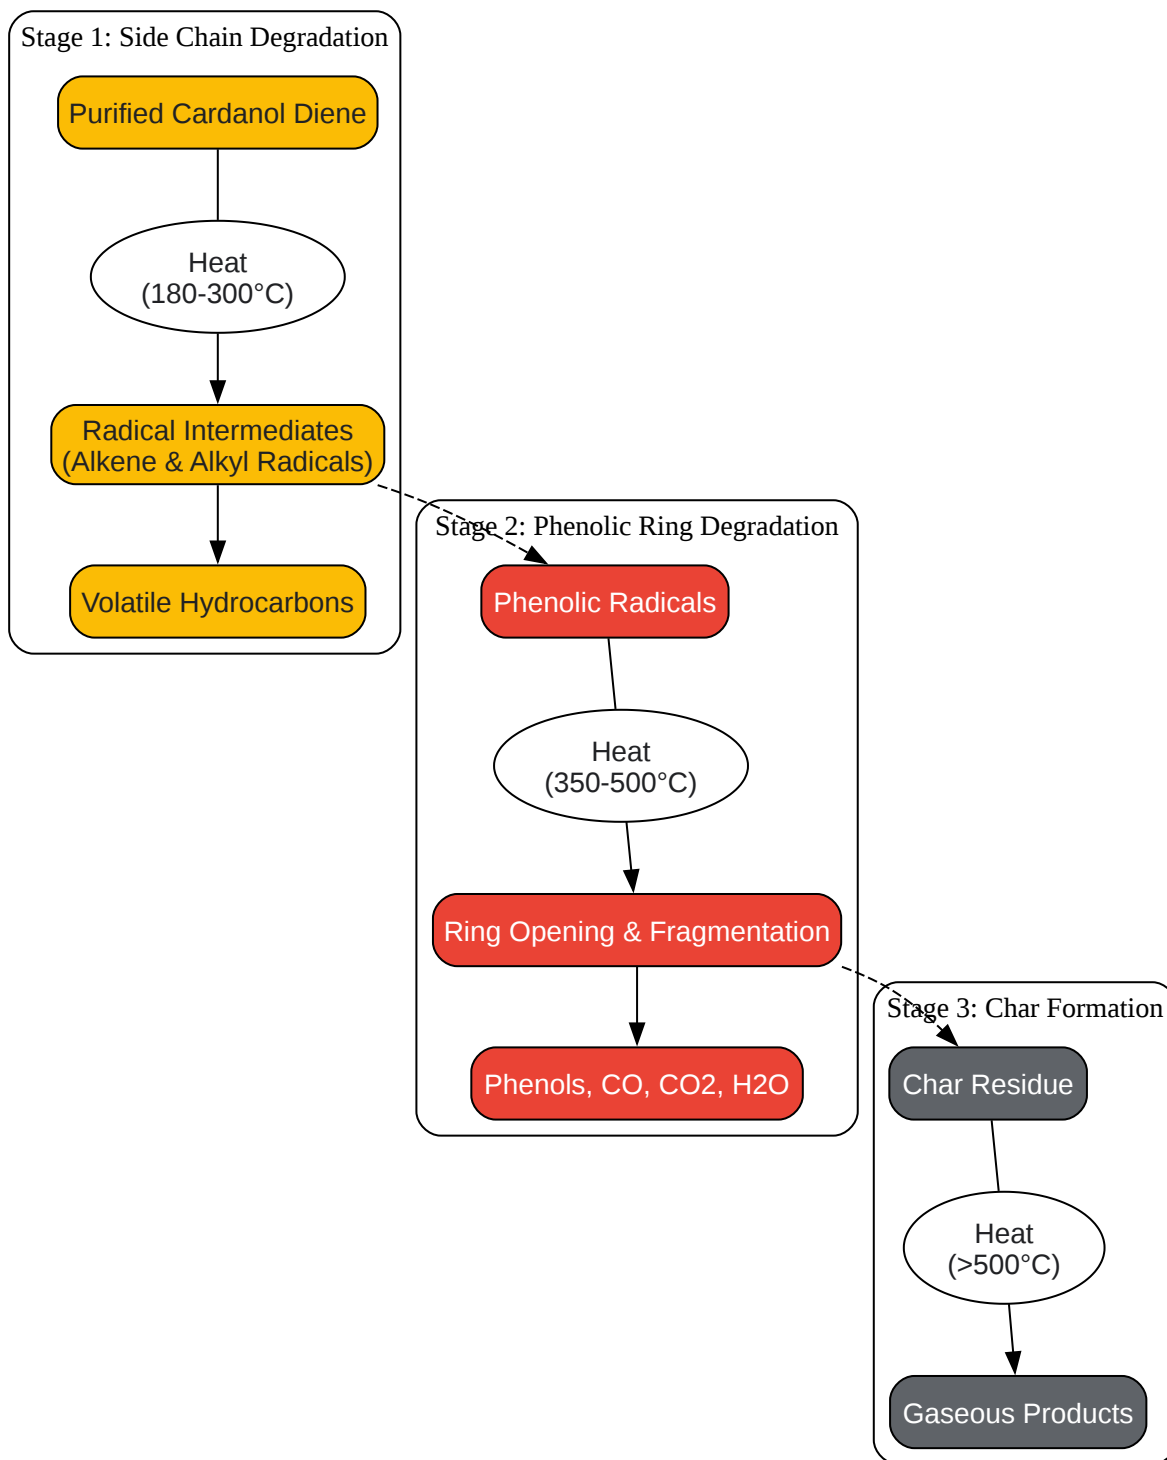 Stage 1: Side Chain Degradation
Purified Cardanol Diene
Heat
(180-300°C)
Radical Intermediates
(Alkene & Alkyl Radicals)
Volatile Hydrocarbons
Stage 2: Phenolic Ring Degradation
Phenolic Radicals
Heat
(350-500°C)
Ring Opening & Fragmentation
Phenols, CO, CO2, H2O
Stage 3: Char Formation
Char Residue
Heat
(>500°C)
Gaseous Products